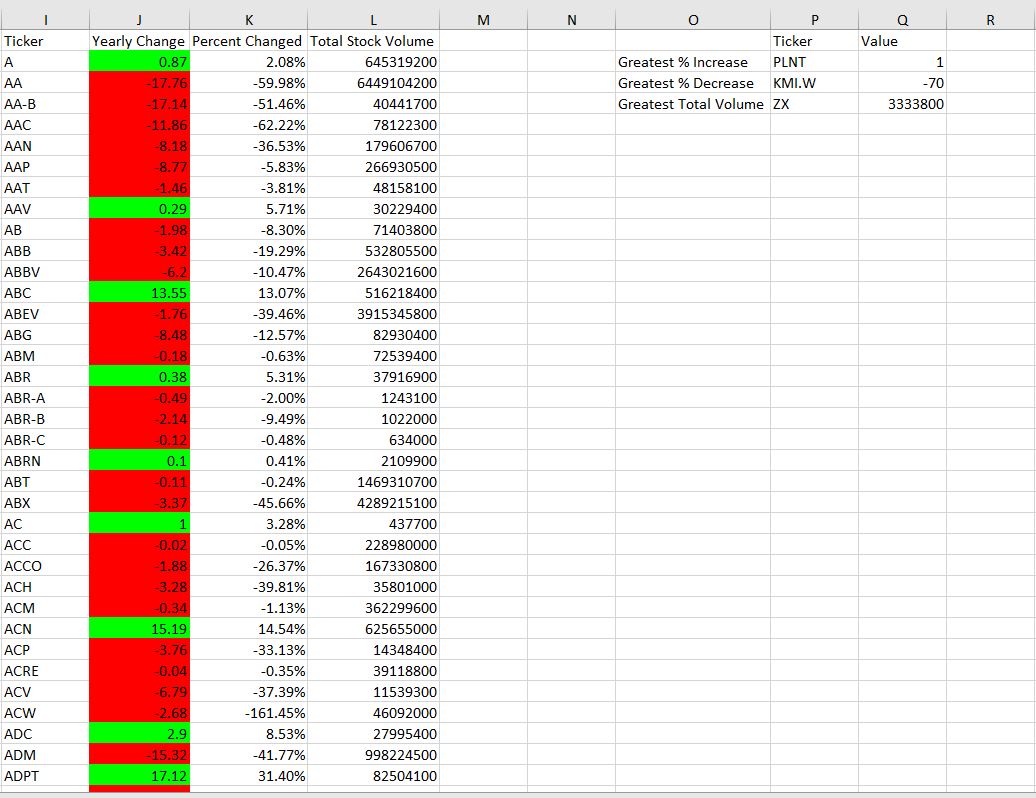 I J K L M N O P Q R
Ticker Yearly Change Percent Changed Total Stock Volume Ticker Value
A 0.87 2.08% 645319200 Greatest % Increase PLNT 1
AA -17.76 -59.98% 6449104200 Greatest % Decrease KMI.W -70
AA-B -17.14 -51.46% 40441700 Greatest Total Volume ZX 3333800
AAC -11.86 -62.22% 78122300
AAN -8.18 -36.53% 179606700
AAP -8.77 -5.83% 266930500
AAT -1.46 -3.81% 48158100
AAV 0.29 5.71% 30229400
AB -1.98 -8.30% 71403800
ABB -3.42 -19.29% 532805500
ABBV -6.2 -10.47% 2643021600
ABC 13.55 13.07% 516218400
ABEV -1.76 -39.46% 3915345800
ABG -8.48 -12.57% 82930400
ABM -0.18 -0.63% 72539400
ABR 0.38 5.31% 37916900
ABR-A -0.49 -2.00% 1243100
ABR-B -2.14 -9.49% 1022000
ABR-C -0.12 -0.48% 634000
ABRN 0.1 0.41% 2109900
ABT -0.11 -0.24% 1469310700
ABX -3.37 -45.66% 4289215100
AC 1 3.28% 437700
ACC -0.02 -0.05% 228980000
ACCO -1.88 -26.37% 167330800
ACH -3.28 -39.81% 35801000
ACM -0.34 -1.13% 362299600
ACN 15.19 14.54% 625655000
ACP -3.76 -33.13% 14348400
ACRE -0.04 -0.35% 39118800
ACV -6.79 -37.39% 11539300
ACW -2.68 -161.45% 46092000
ADC 2.9 8.53% 27995400
ADM -15.32 -41.77% 998224500
ADPT 17.12 31.40% 82504100